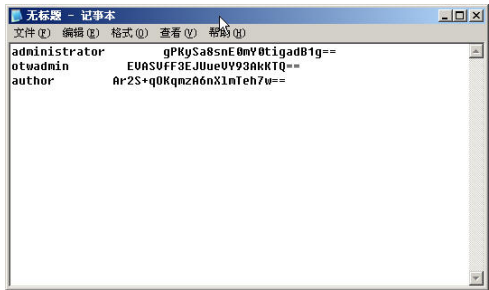 无标题 - 记事本
文件(F) 编辑(E) 格式(O) 查看(V) 帮助(H)
administrator gPKySa8snE0mY0tigadB1g==
otwadmin EVASVfF3EJUueVY93AkKTQ==
author Ar2S+qOKqmzA6nXlmTeh7w==